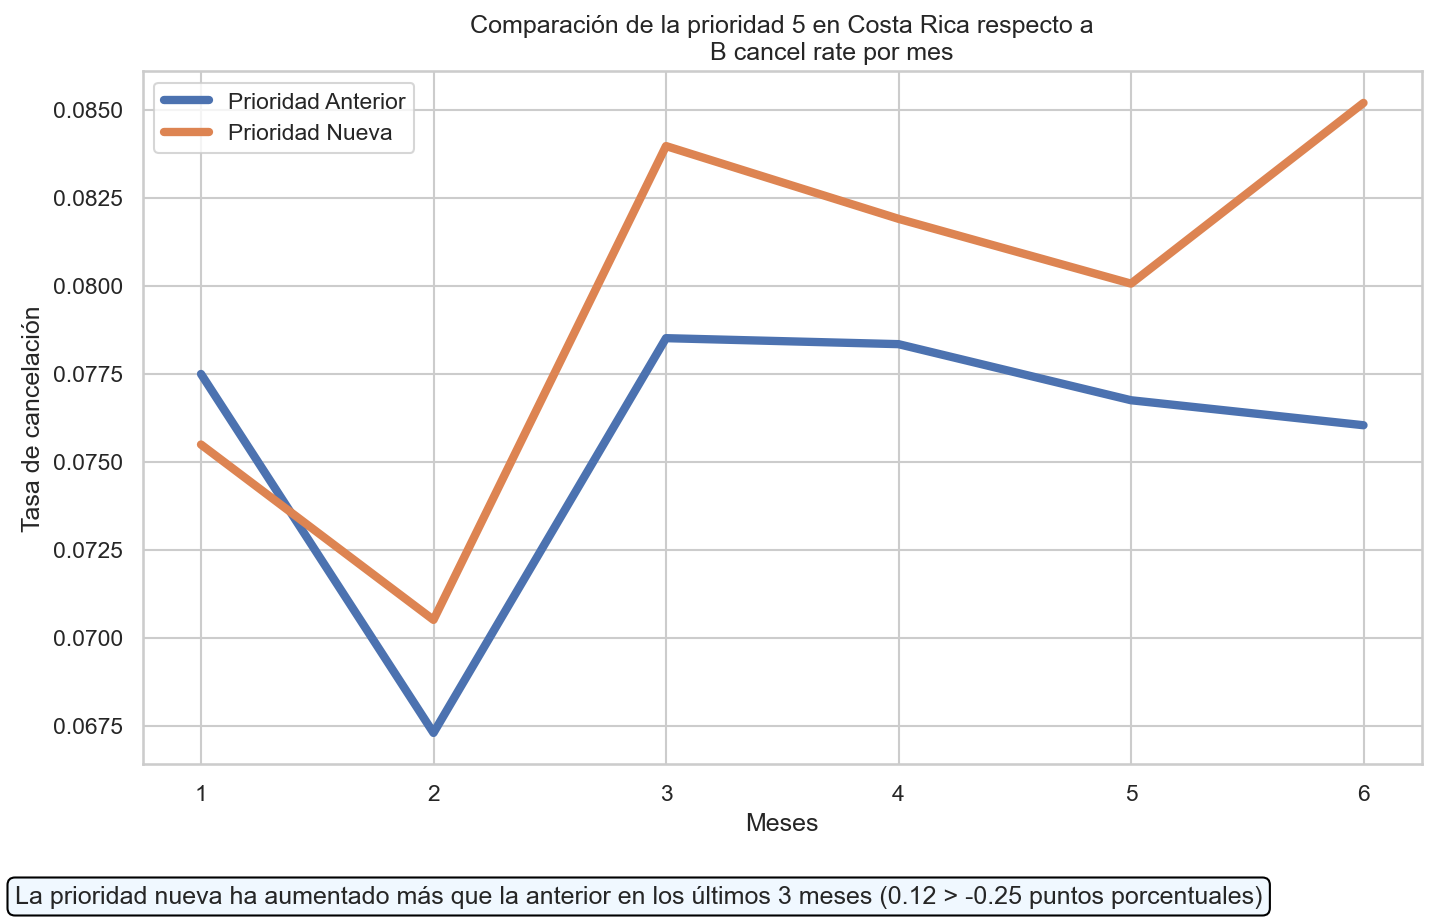 Comparación de la prioridad 5 en Costa Rica respecto a
B cancel rate por mes
Prioridad Anterior
Prioridad Nueva
0.0850
0.0825
0.0800
0.0775
0.0750
0.0725
0.0700
0.0675
Tasa de cancelación
1 2 3 4 5 6
Meses
La prioridad nueva ha aumentado más que la anterior en los últimos 3 meses (0.12 > -0.25 puntos porcentuales)